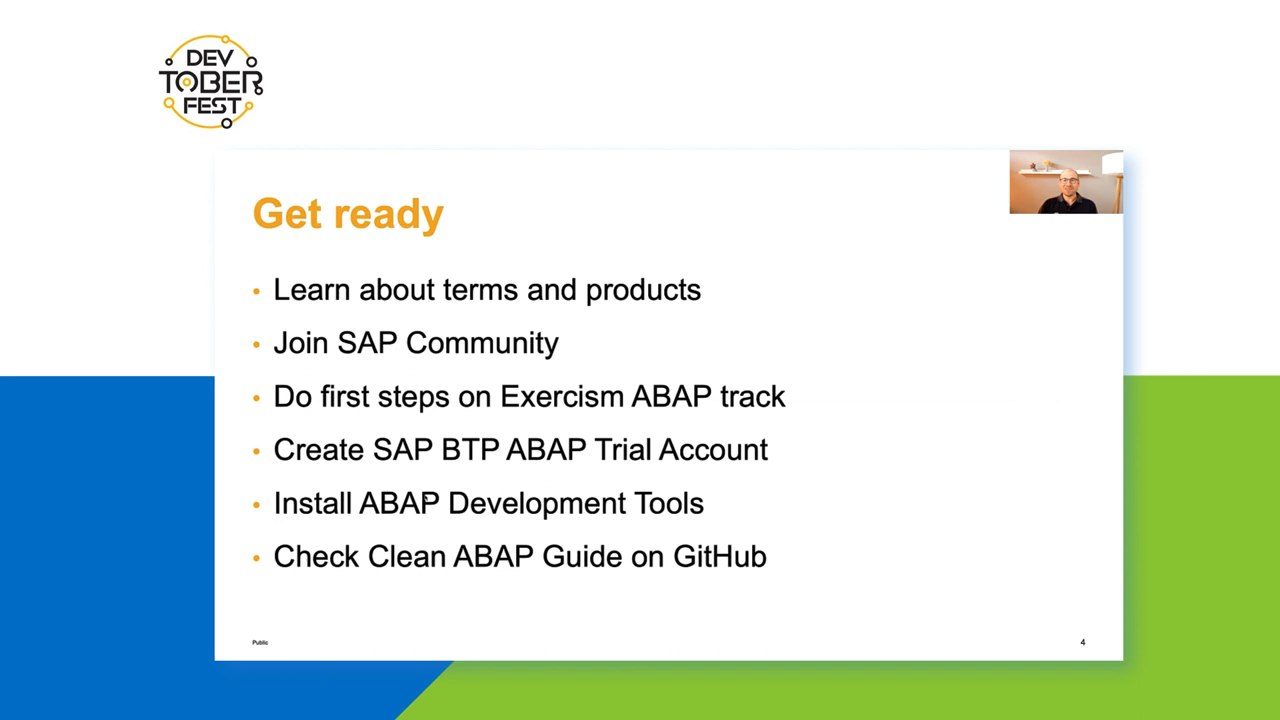 DEV
TOBER
FEST
Get ready
• Learn about terms and products
• Join SAP Community
• Do first steps on Exercism ABAP track
• Create SAP BTP ABAP Trial Account
• Install ABAP Development Tools
• Check Clean ABAP Guide on GitHub
Public
4